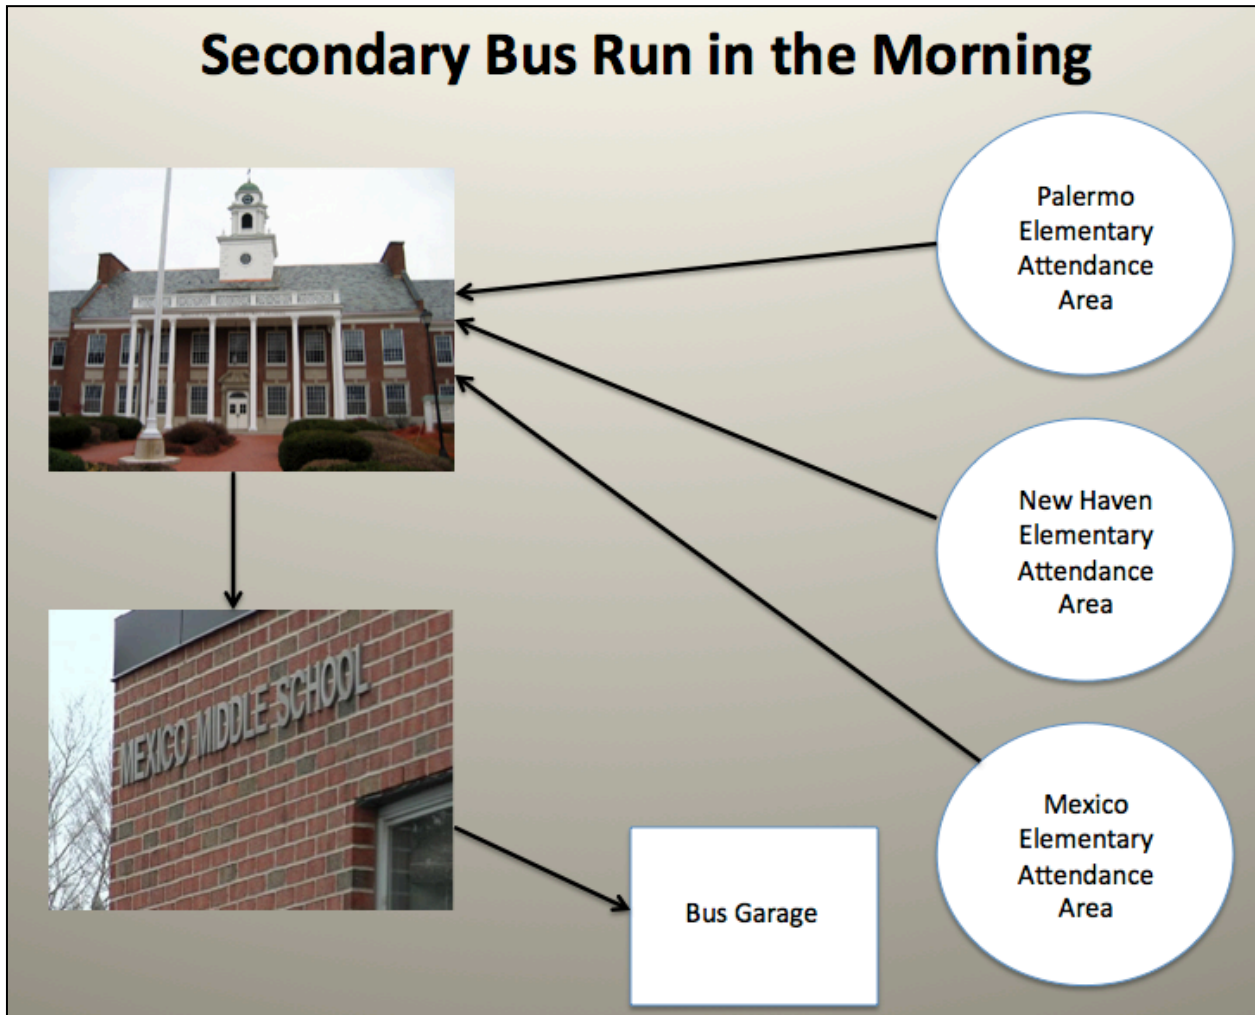 Secondary Bus Run in the Morning
Palermo
Elementary
Attendance
Area
New Haven
Elementary
Attendance
Area
MEXICO MIDDLE SCHOOL
Mexico
Elementary
Attendance
Area
Bus Garage